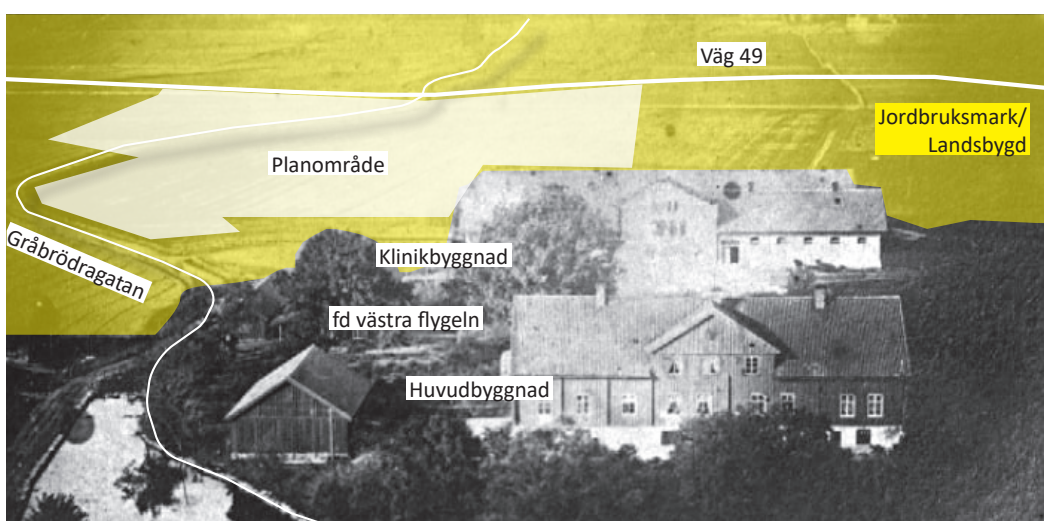 Väg 49
Jordbruksmark/
Landsbygd
Planområde
Gråbrödragatan
Klinikbyggnad
fd västra flygeln
Huvudbyggnad